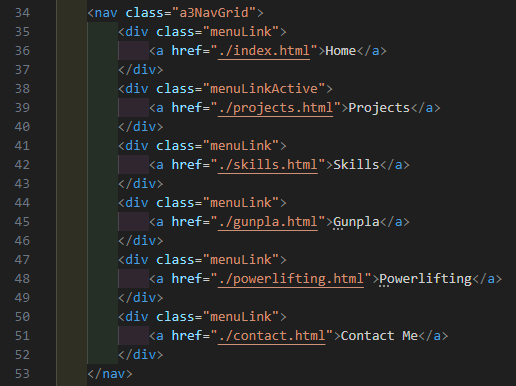 34 <nav class="a3NavGrid">
35 <div class="menuLink">
36 <a href="./index.html">Home</a>
37 </div>
38 <div class="menuLinkActive">
39 <a href="./projects.html">Projects</a>
40 </div>
41 <div class="menuLink">
42 <a href="./skills.html">Skills</a>
43 </div>
44 <div class="menuLink">
45 <a href="./gunpla.html">Gunpla</a>
46 </div>
47 <div class="menuLink">
48 <a href="./powerlifting.html">Powerlifting</a>
49 </div>
50 <div class="menuLink">
51 <a href="./contact.html">Contact Me</a>
52 </div>
53 </nav>